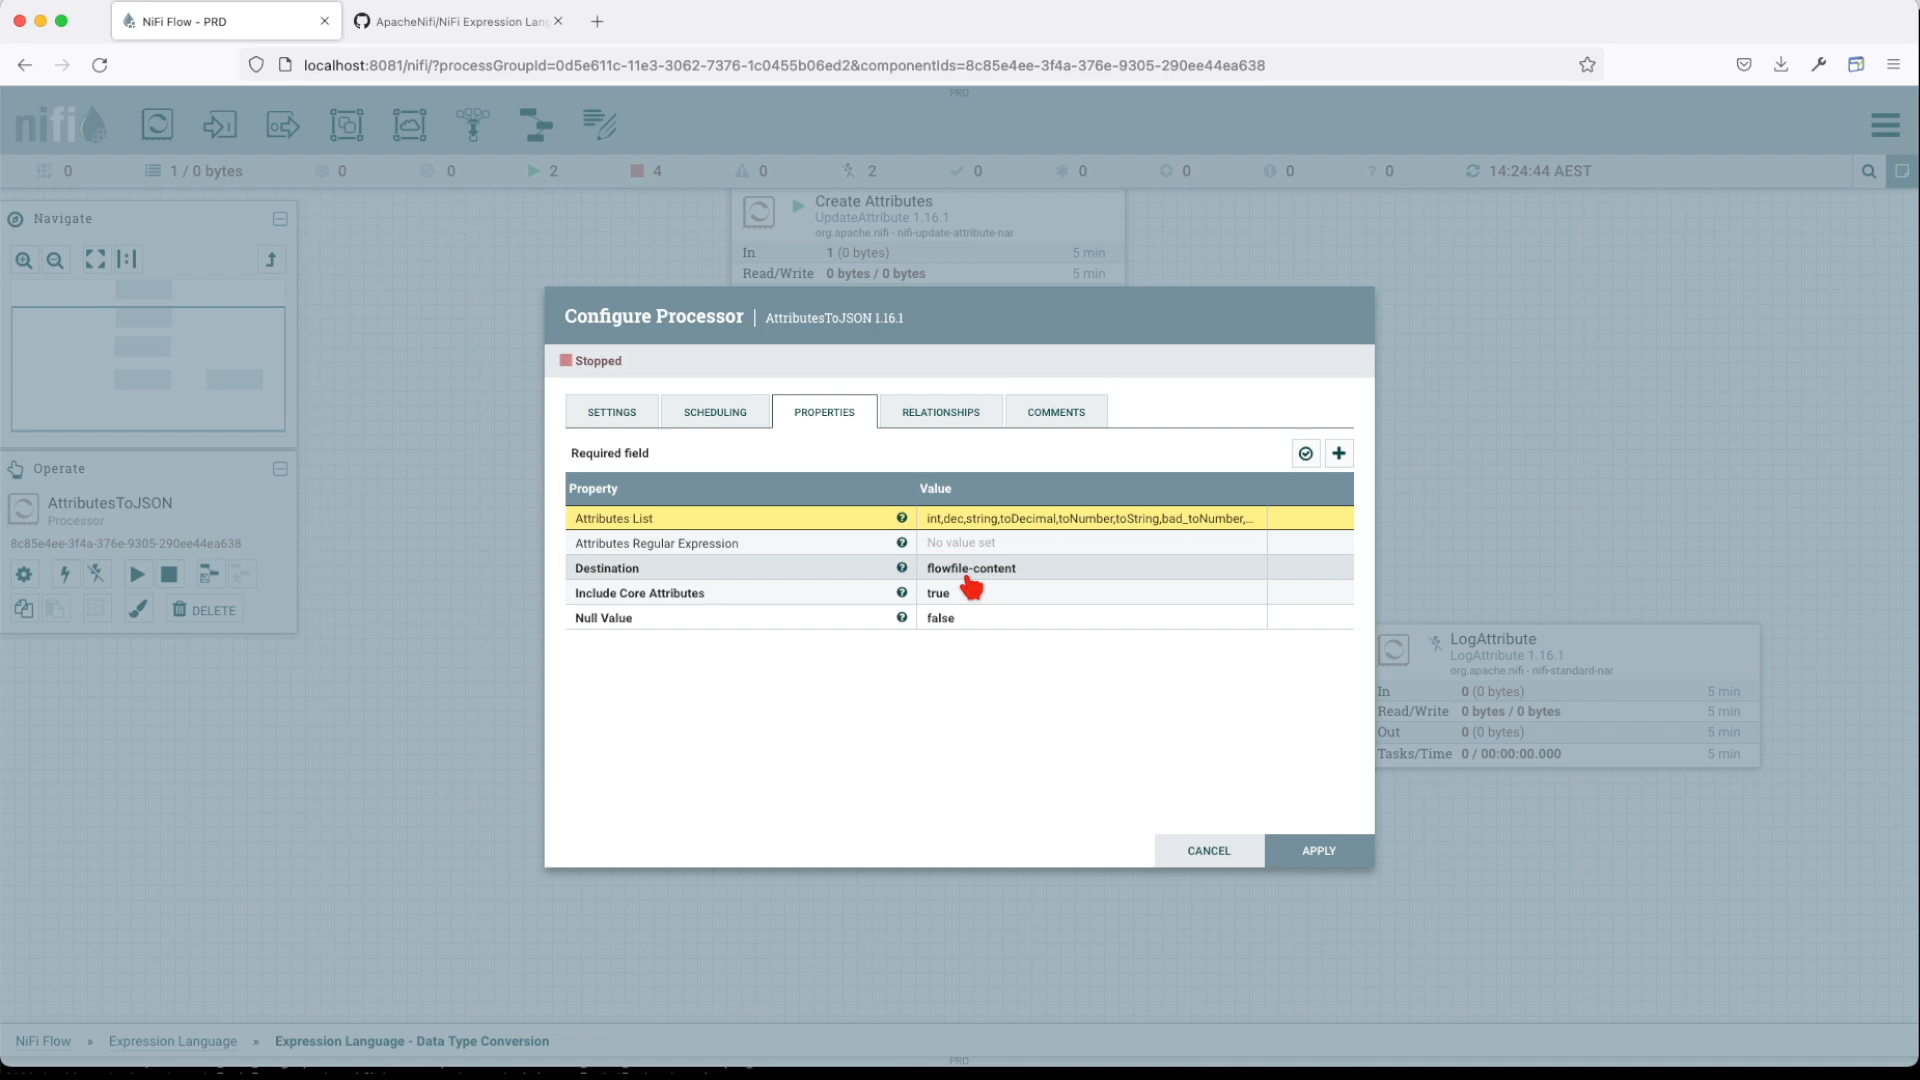 NiFi Flow - PRD
ApacheNifi/NiFi Expression Lang
localhost:8081/nifi/?processGroupId=0d5e611c-11e3-3062-7376-1c0455b06ed2&componentIds=8c85e4ee-3f4a-376e-9305-290ee44ea638
PRD
nifi
0
1 / 0 bytes
0
0
2
4
0
2
0
0
0
0
? 0
14:24:44 AEST
Navigate
Create Attributes
UpdateAttribute 1.16.1
org.apache.nifi - nifi-update-attribute-nar
In 1 (0 bytes) 5 min
Read/Write 0 bytes / 0 bytes 5 min
Configure Processor | AttributesToJSON 1.16.1
Stopped
SETTINGS
SCHEDULING
PROPERTIES
RELATIONSHIPS
COMMENTS
Required field
Property Value
Attributes List int,dec,string,toDecimal,toNumber,toString,bad_toNumber,...
Attributes Regular Expression No value set
Destination flowfile-content
Include Core Attributes true
Null Value false
CANCEL
APPLY
Operate
AttributesToJSON
Processor
8c85e4ee-3f4a-376e-9305-290ee44ea638
DELETE
LogAttribute
LogAttribute 1.16.1
org.apache.nifi - nifi-standard-nar
In 0 (0 bytes) 5 min
Read/Write 0 bytes / 0 bytes 5 min
Out 0 (0 bytes) 5 min
Tasks/Time 0 / 00:00:00.000 5 min
NiFi Flow » Expression Language » Expression Language - Data Type Conversion
PRD